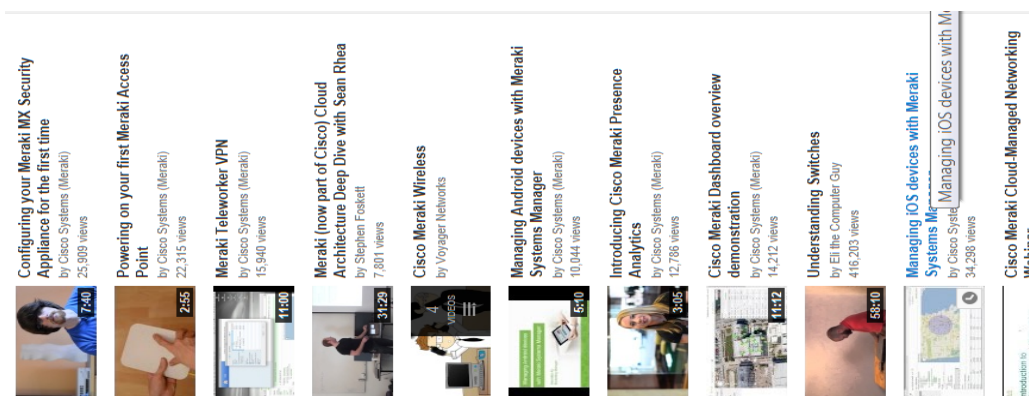 Configuring your Meraki MX Security
Appliance for the first time
by Cisco Systems (Meraki)
25,909 views
7:40
Powering on your first Meraki Access
Point
by Cisco Systems (Meraki)
22,315 views
2:55
Meraki Teleworker VPN
by Cisco Systems (Meraki)
15,940 views
11:00
Meraki (now part of Cisco) Cloud
Architecture Deep Dive with Sean Rhea
by Stephen Foskett
7,801 views
31:29
Cisco Meraki Wireless
by Voyager Networks
4
VIDEOS
Managing Android devices with Meraki
Systems Manager
by Cisco Systems (Meraki)
10,044 views
5:10
Introducing Cisco Meraki Presence
Analytics
by Cisco Systems (Meraki)
12,786 views
3:05
Cisco Meraki Dashboard overview
demonstration
by Cisco Systems (Meraki)
14,212 views
11:12
Understanding Switches
by Eli the Computer Guy
416,203 views
58:10
Managing iOS devices with Meraki
Systems
by Cisco Syste
34,298 views
Managing iOS devices with M
Cisco Meraki Cloud-Managed Networking